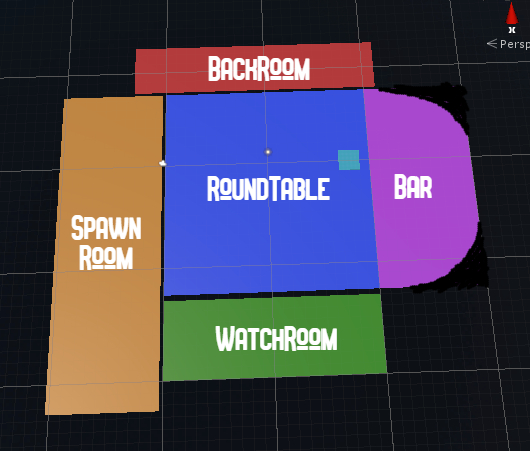 x
Persp
BackRoom
RoundTable
Bar
Spawn
Room
WatchRoom